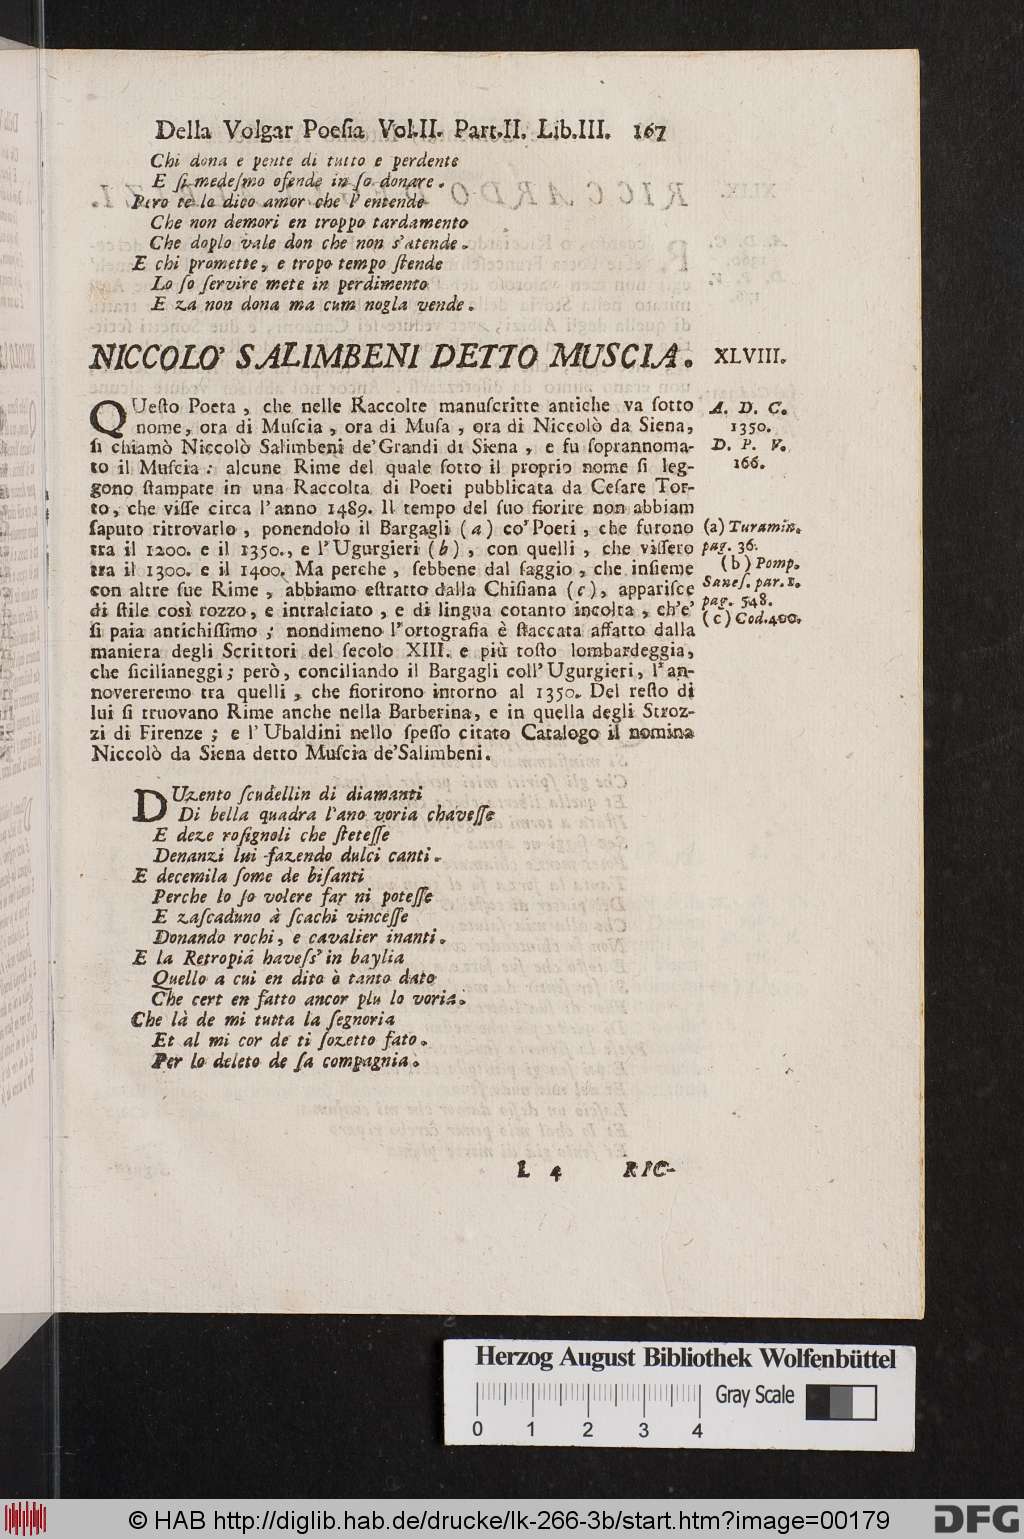 Della Volgar Poeſia Vol.II. Part.II. Lib.III. 167
Chi dona e pente di tutto e perdente
E ſi medeſmo ofende in ſo donare.
Pero te lo dico amor che l'entende
Che non demori en troppo tardamento
Che doplo vale don che non s'atende.
E chi promette, e tropo tempo ſtende
Lo ſo ſervire mete in perdimento
E za non dona ma cum nogla vende.
NICCOLO' SALIMBENI DETTO MUSCIA. XLVIII.
QUeſto Poeta, che nelle Raccolte manuſcritte antiche va ſotto
nome, ora di Muſcia, ora di Muſa, ora di Niccolò da Siena,
ſi chiamò Niccolò Salimbeni de'Grandi di Siena, e fu ſoprannoma-
to il Muſcia: alcune Rime del quale ſotto il proprio nome ſi leg-
gono ſtampate in una Raccolta di Poeti pubblicata da Ceſare Tor-
to, che viſſe circa l'anno 1489. Il tempo del ſuo fiorire non abbiam
ſaputo ritrovarlo, ponendolo il Bargagli (a) co'Poeti, che furono
tra il 1200. e il 1350., e l'Ugurgieri (b), con quelli, che viſſero
tra il 1300. e il 1400. Ma perche, ſebbene dal ſaggio, che inſieme
con altre ſue Rime, abbiamo eſtratto dalla Chiſiana (c), appariſce
di ſtile così rozzo, e intralciato, e di lingua cotanto incolta, ch'e'
ſi paia antichiſſimo; nondimeno l'ortografia è ſtaccata affatto dalla
maniera degli Scrittori del ſecolo XIII. e più toſto lombardeggia,
che ſicilianeggi; però, conciliando il Bargagli coll'Ugurgieri, l'an-
novereremo tra quelli, che fiorirono intorno al 1350. Del reſto di
lui ſi truovano Rime anche nella Barberina, e in quella degli Stroz-
zi di Firenze; e l'Ubaldini nello ſpeſſo citato Catalogo il nomina
Niccolò da Siena detto Muſcia de'Salimbeni.
A. D. C.
1350.
D. P. V.
166.
(a) Turamin.
pag. 36.
(b) Pomp.
Saneſ. par. 1.
pag. 548.
(c) Cod. 400.
DUzento ſcudellin di diamanti
Di bella quadra l'ano voria chaveſſe
E deze roſignoli che ſteteſſe
Denanzi lui fazendo dulci canti.
E decemila ſome de biſanti
Perche lo ſo volere far ni poteſſe
E zaſcaduno à ſcachi vinceſſe
Donando rochi, e cavalier inanti.
E la Retropiá haveſs'in baylia
Quello a cui en dito ò tanto dato
Che cert en fatto ancor plu lo voria.
Che là de mi tutta la ſegnoria
Et al mi cor de ti ſozetto fato.
Per lo deleto de ſa compagnia.
L 4 RIC-
Herzog August Bibliothek Wolfenbüttel
Gray Scale
0 1 2 3 4
© HAB http://diglib.hab.de/drucke/lk-266-3b/start.htm?image=00179
DFG